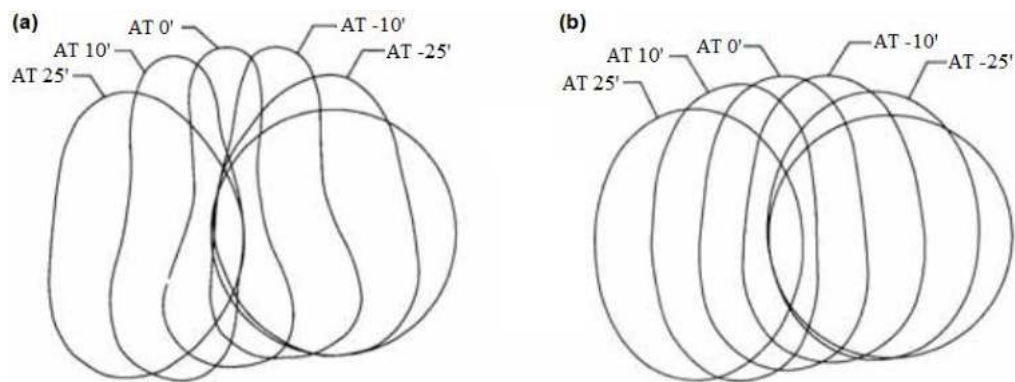 (a)
AT 0'
AT -10'
AT 10'
AT -25'
AT 25'
(b)
AT 0'
AT -10'
AT 10'
AT -25'
AT 25'